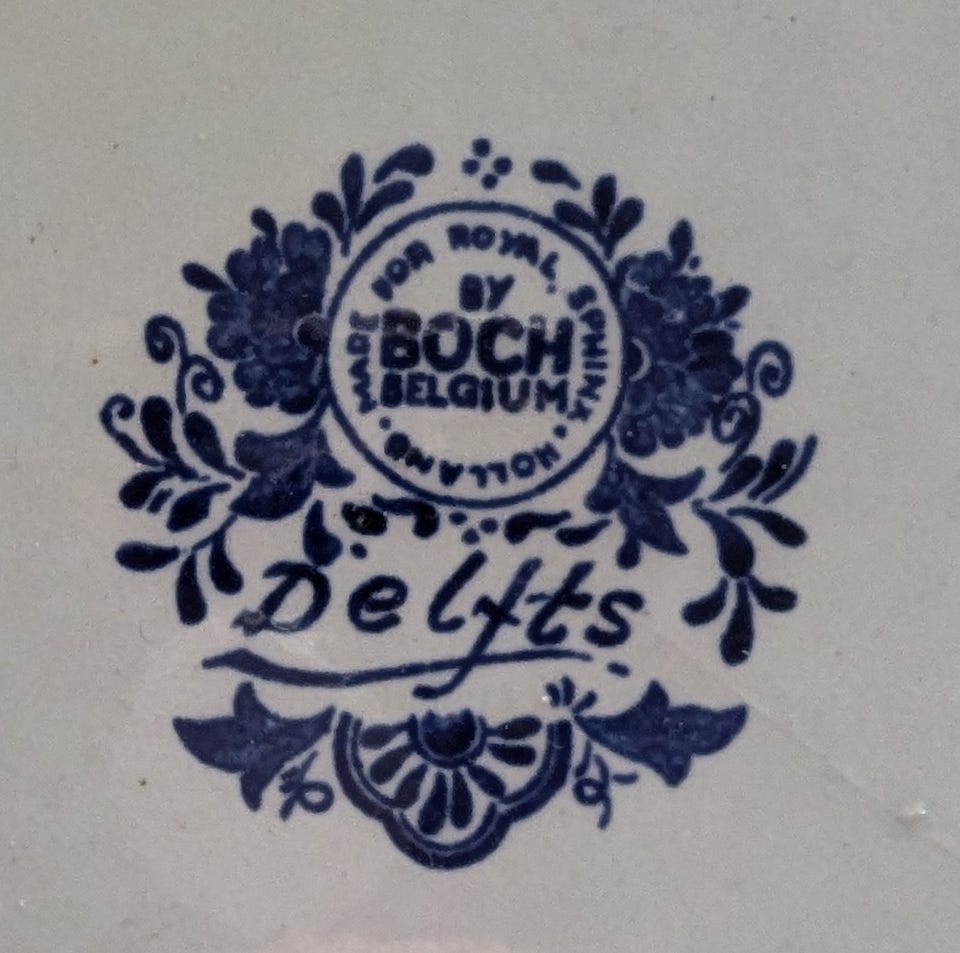 MADE FOR ROYAL SPHINX · HOLLAND ·
BY
BOCH
BELGIUM
Delfts